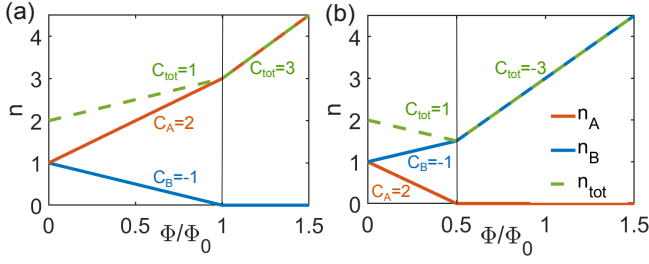 (a)
n
4
3
2
1
0
C_tot=1
C_tot=3
C_A=2
C_B=-1
0
0.5
1
1.5
Φ/Φ_0
(b)
n
4
3
2
1
0
C_tot=-3
C_tot=1
C_B=-1
C_A=2
n_A
n_B
n_tot
0
0.5
1
1.5
Φ/Φ_0